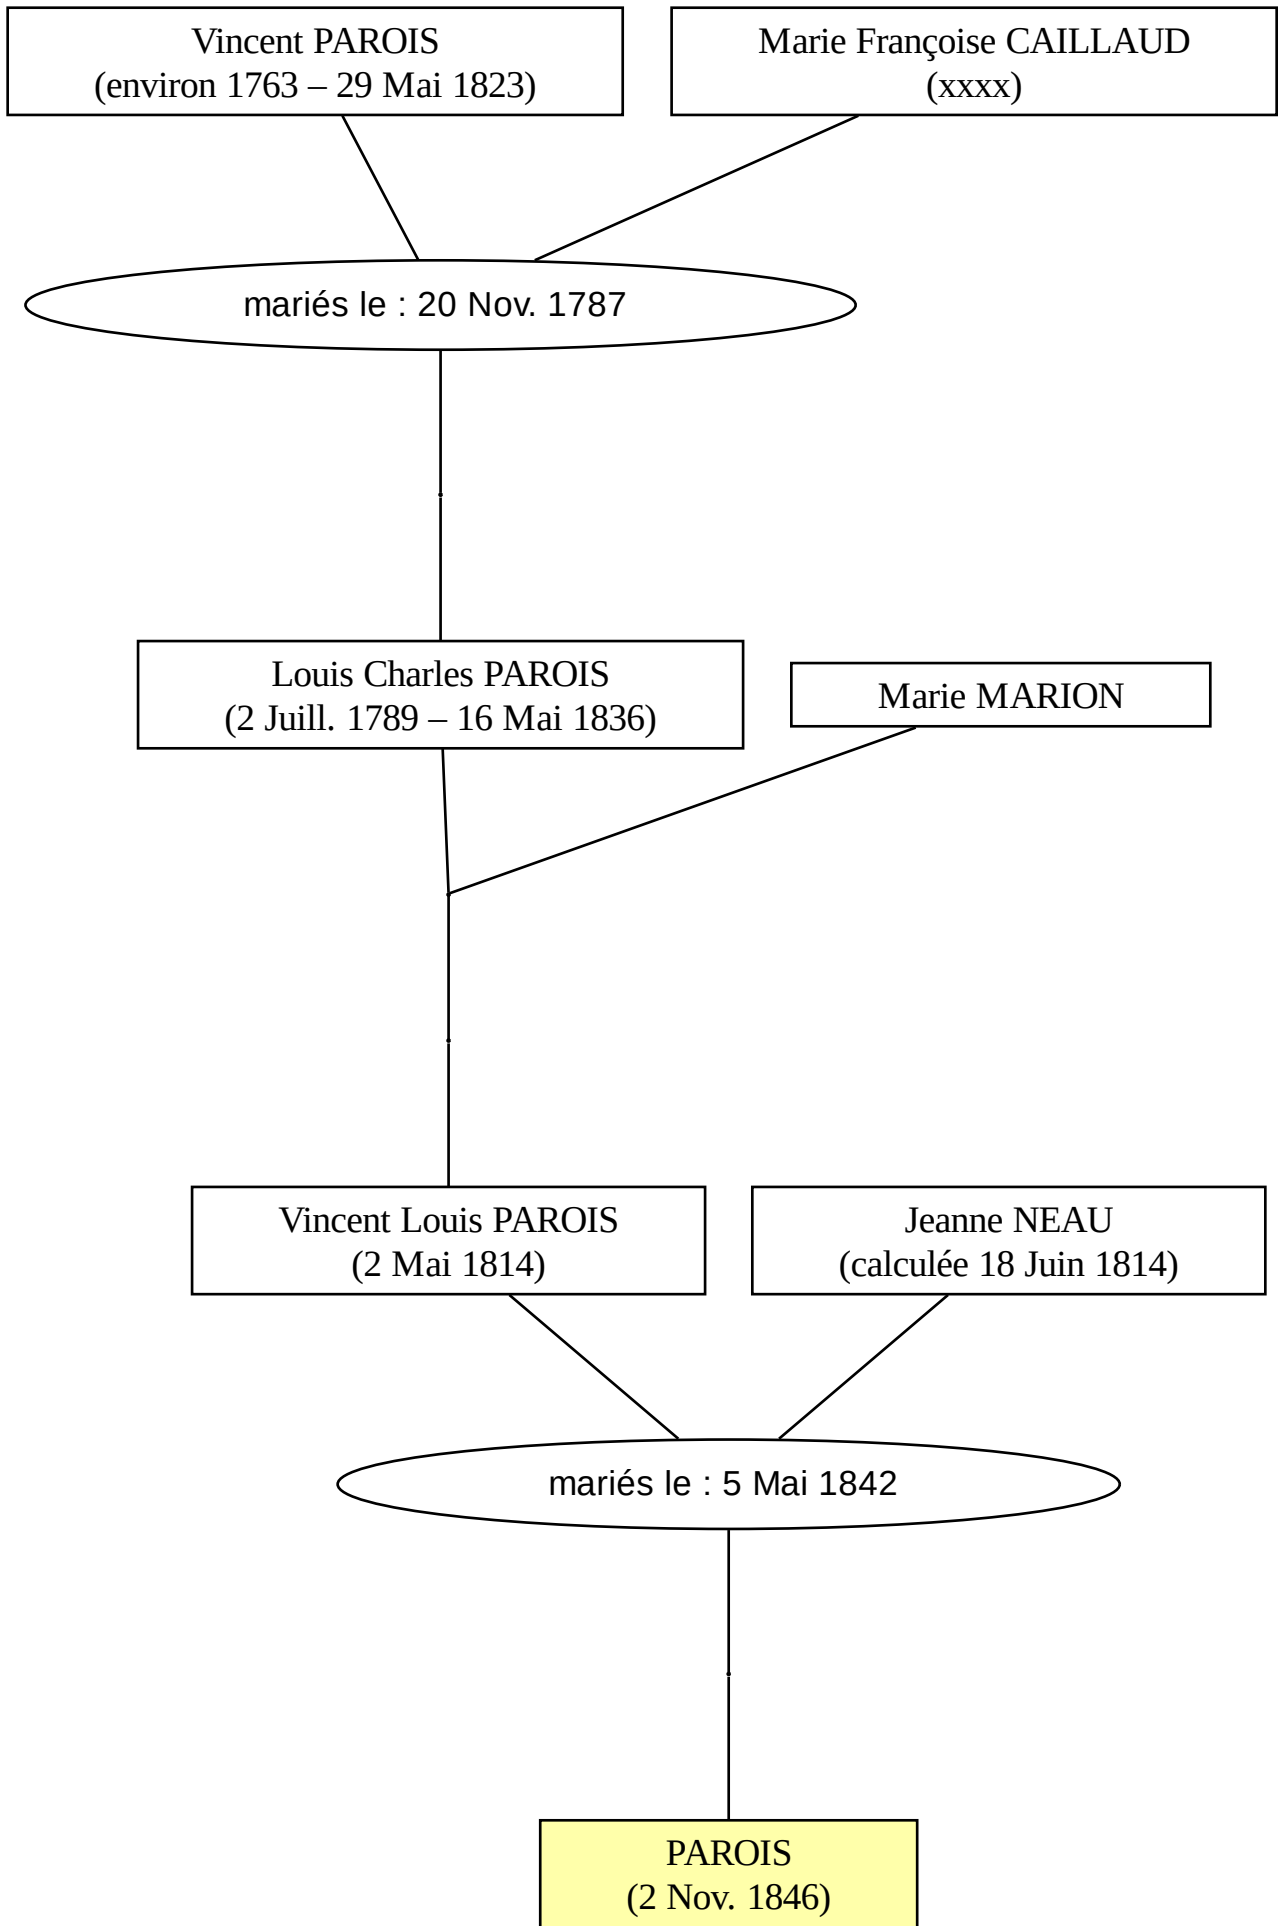 Vincent PAROIS
(environ 1763 – 29 Mai 1823)
Marie Françoise CAILLAUD
(xxxx)
mariés le : 20 Nov. 1787
Louis Charles PAROIS
(2 Juill. 1789 – 16 Mai 1836)
Marie MARION
Vincent Louis PAROIS
(2 Mai 1814)
Jeanne NEAU
(calculée 18 Juin 1814)
mariés le : 5 Mai 1842
PAROIS
(2 Nov. 1846)